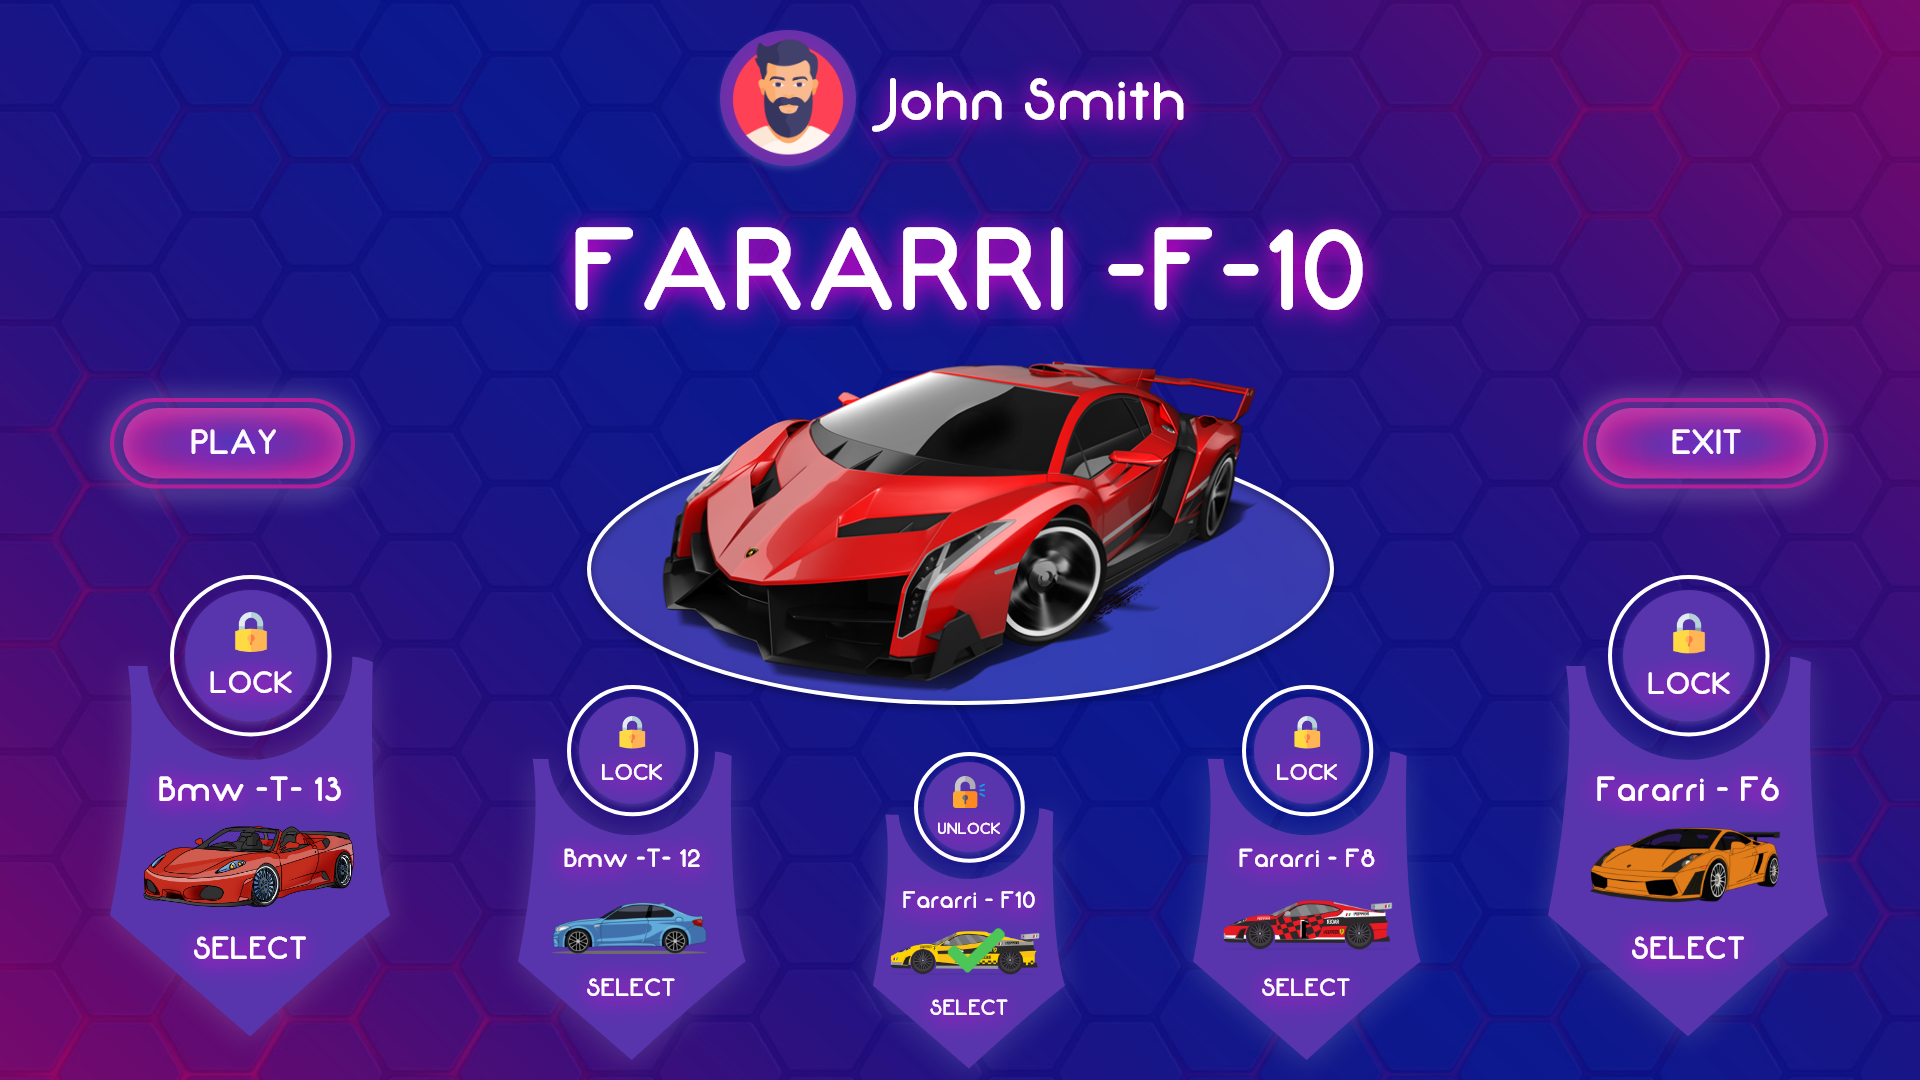 John Smith
FARARRI -F-10
PLAY
EXIT
LOCK
Bmw -T- 13
SELECT
LOCK
Bmw -T- 12
SELECT
UNLOCK
Fararri - F10
SELECT
LOCK
Fararri - F8
SELECT
LOCK
Fararri - F6
SELECT